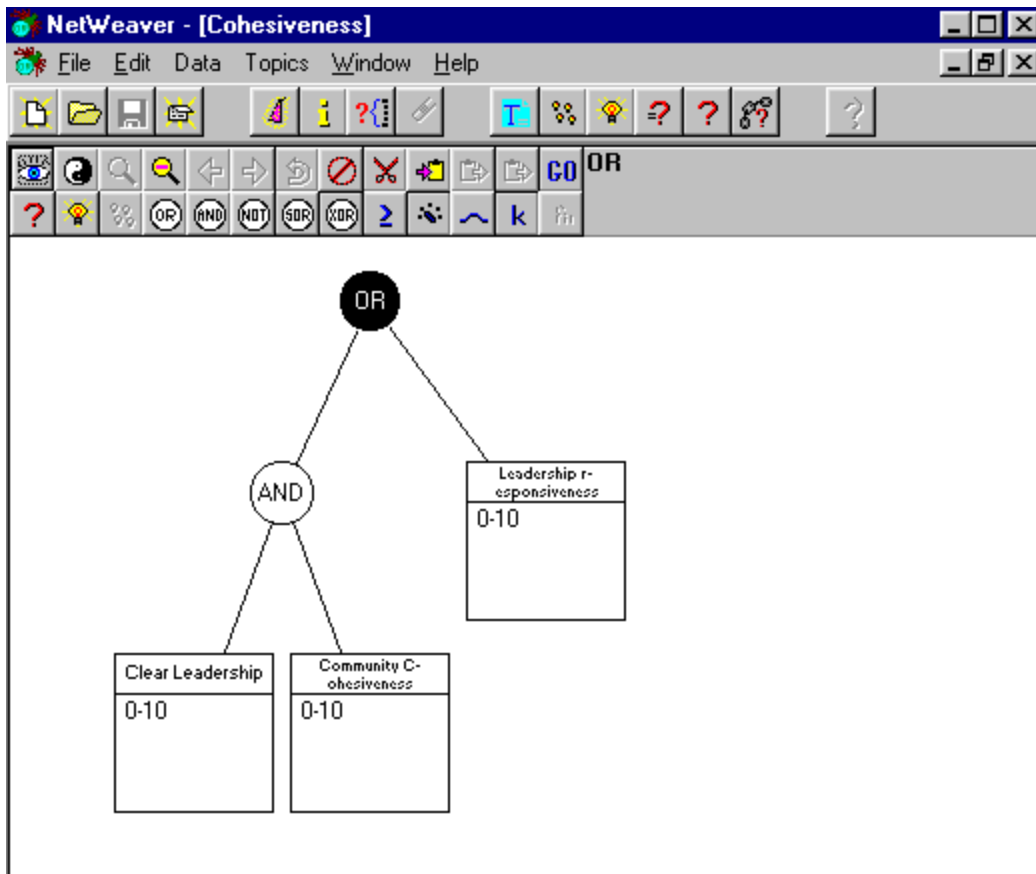 NetWeaver - [Cohesiveness]
File Edit Data Topics Window Help
i ?{ T = ? ? ? ?
GO OR
? OR AND NOT SOR XOR ≥ k
OR
AND
Leadership r-
esponsiveness
0-10
Clear Leadership
0-10
Community C-
ohesiveness
0-10